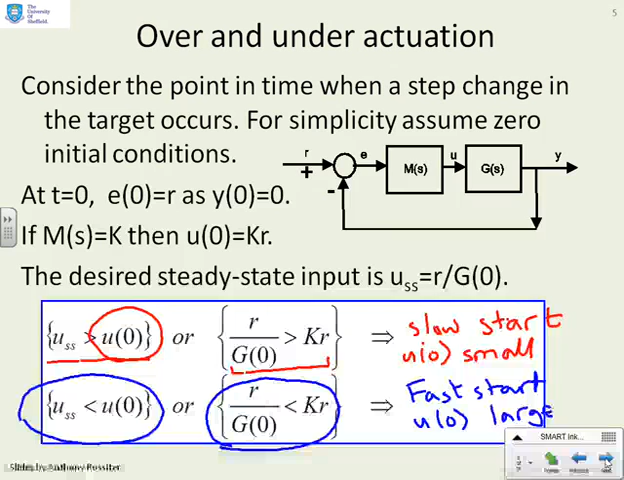 The
University
Of
Sheffield.
5
Over and under actuation
Consider the point in time when a step change in
the target occurs. For simplicity assume zero
initial conditions.
r
+
-
e
M(s)
u
G(s)
y
At t=0, e(0)=r as y(0)=0.
If M(s)=K then u(0)=Kr.
The desired steady-state input is uss=r/G(0).
{uss > u(0)} or { r/G(0) > Kr } ⇒ slow start
u(0) small
{uss < u(0)} or { r/G(0) < Kr } ⇒ Fast start
u(0) large
SMART Ink...
Slides by Anthony Rossiter